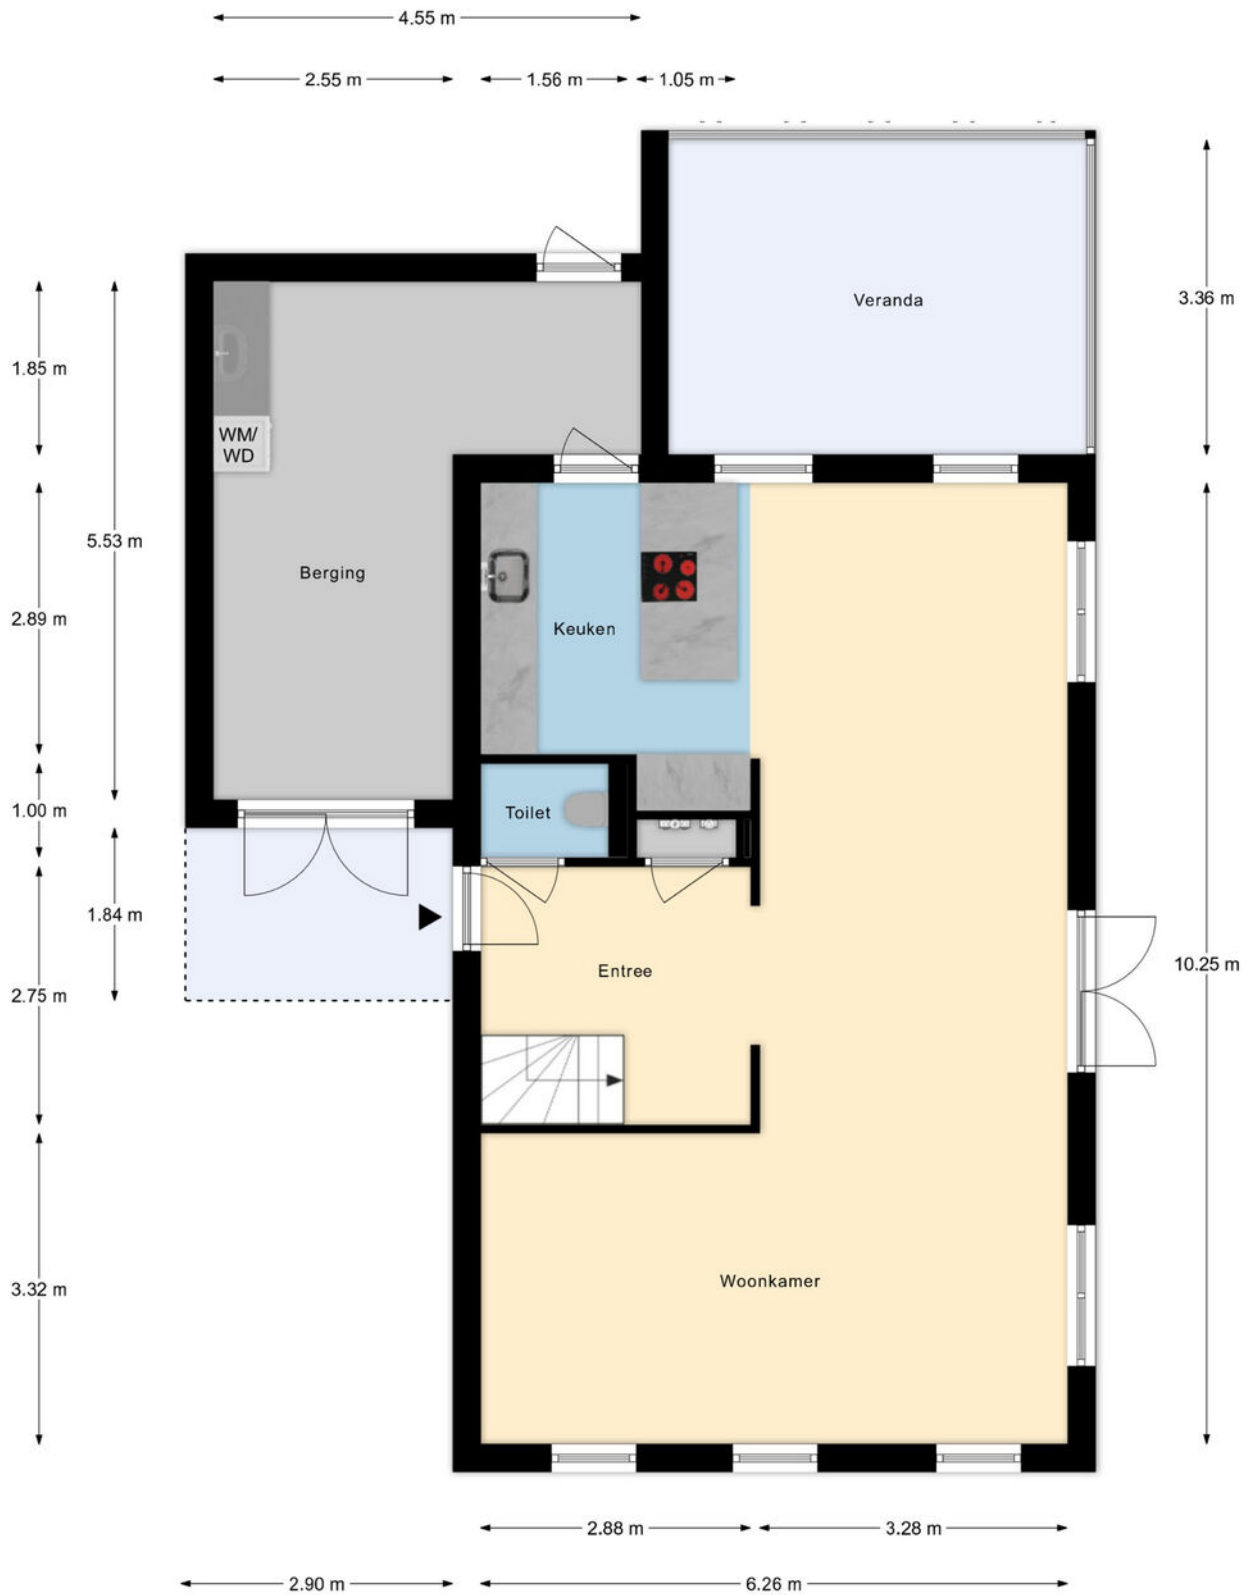 4.55 m
2.55 m
1.56 m
1.05 m
Veranda
3.36 m
1.85 m
WM/
WD
5.53 m
Berging
2.89 m
Keuken
1.00 m
Toilet
1.84 m
Entree
10.25 m
2.75 m
Woonkamer
3.32 m
2.88 m
3.28 m
2.90 m
6.26 m